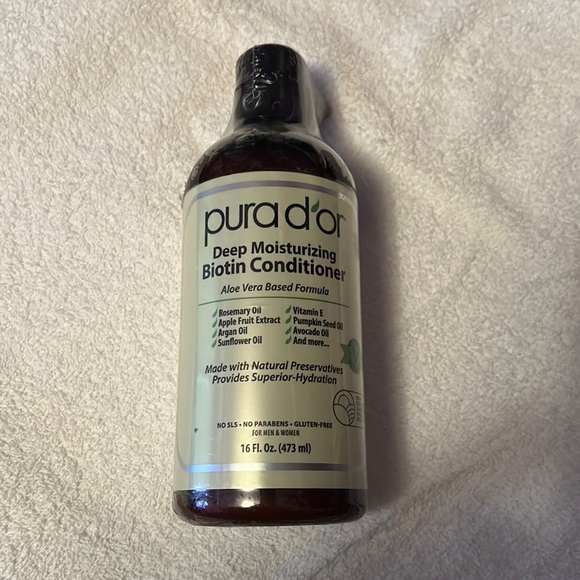 pura d'or
Deep Moisturizing
Biotin Conditioner
Aloe Vera Based Formula
Rosemary Oil
Apple Fruit Extract
Argan Oil
Sunflower Oil
Vitamin E
Pumpkin Seed Oil
Avocado Oil
And more...
Made with Natural Preservatives
Provides Superior-Hydration
NO SLS • NO PARABENS • GLUTEN-FREE
FOR MEN & WOMEN
16 Fl. Oz. (473 ml)